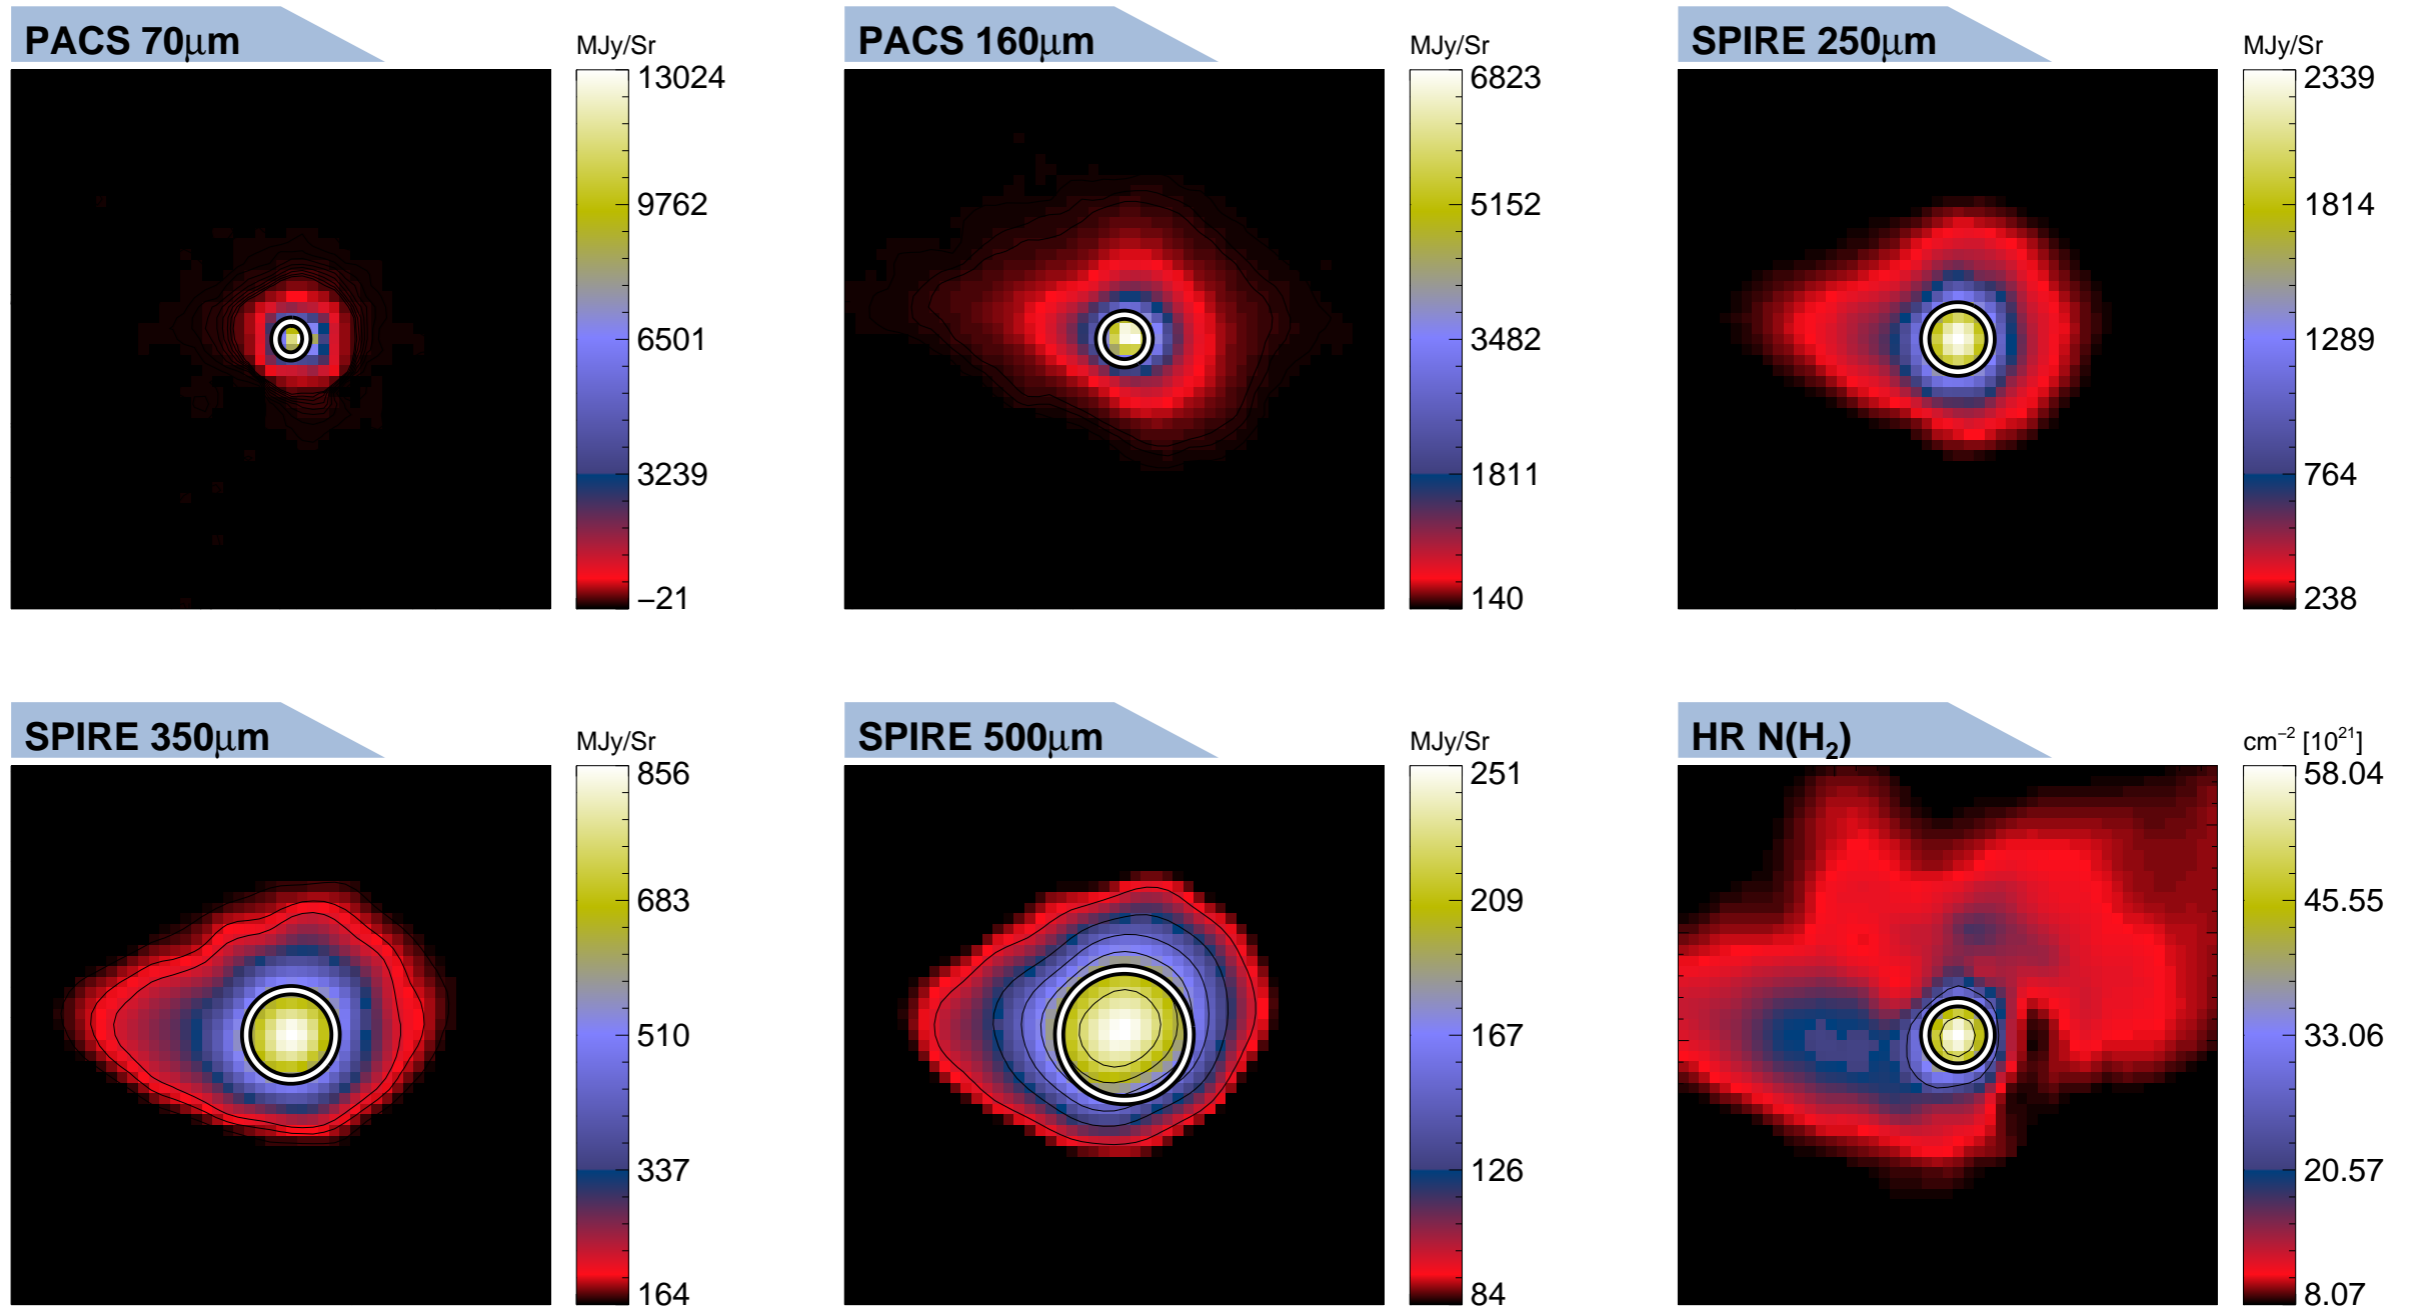 PACS 70μm
MJy/Sr
13024
9762
6501
3239
−21
PACS 160μm
MJy/Sr
6823
5152
3482
1811
140
SPIRE 250μm
MJy/Sr
2339
1814
1289
764
238
SPIRE 350μm
MJy/Sr
856
683
510
337
164
SPIRE 500μm
MJy/Sr
251
209
167
126
84
HR N(H₂)
cm⁻² [10²¹]
58.04
45.55
33.06
20.57
8.07